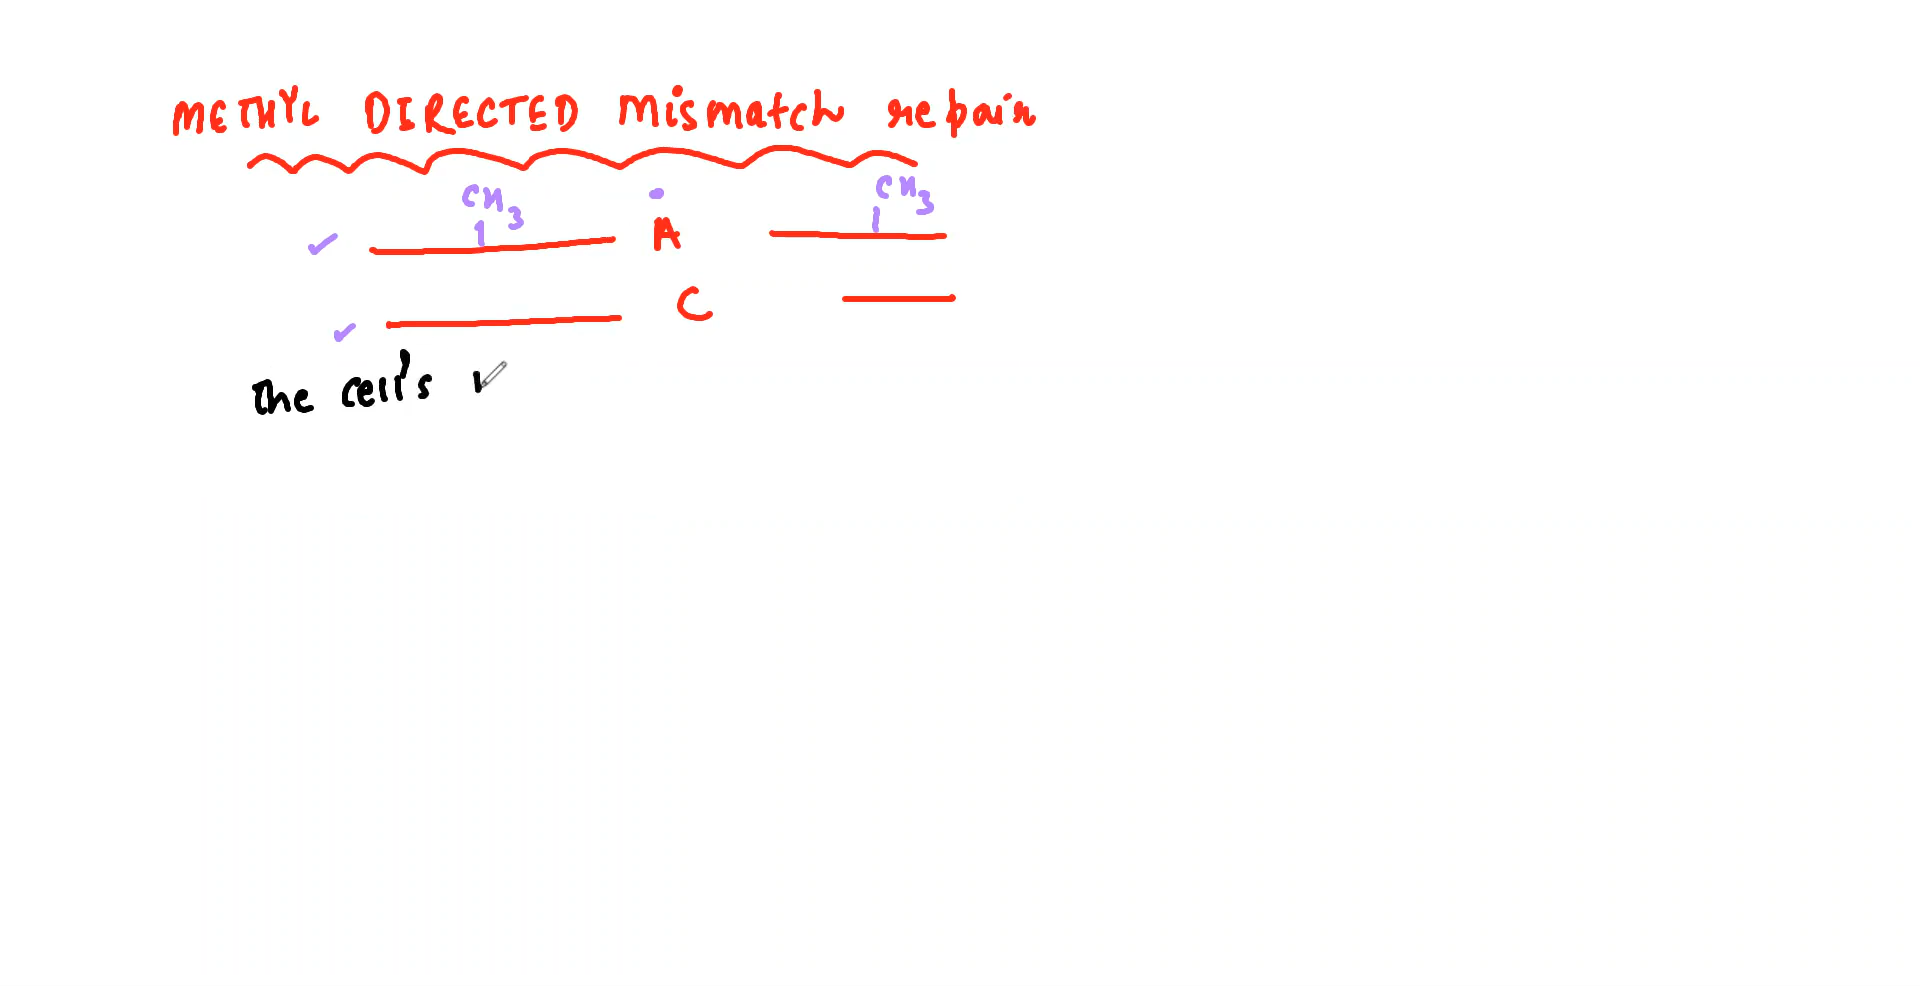 METHYL DIRECTED Mismatch repair
CH3 CH3
A
C
The cell's